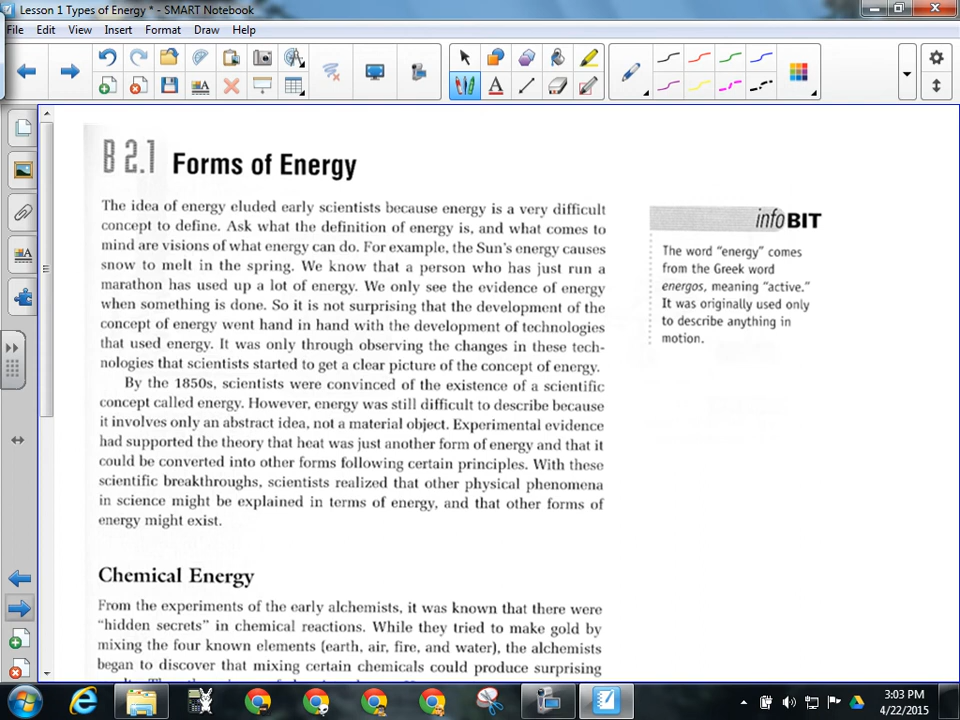 Lesson 1 Types of Energy * - SMART Notebook
File Edit View Insert Format Draw Help
B 2.1 Forms of Energy
The idea of energy eluded early scientists because energy is a very difficult
concept to define. Ask what the definition of energy is, and what comes to
mind are visions of what energy can do. For example, the Sun's energy causes
snow to melt in the spring. We know that a person who has just run a
marathon has used up a lot of energy. We only see the evidence of energy
when something is done. So it is not surprising that the development of the
concept of energy went hand in hand with the development of technologies
that used energy. It was only through observing the changes in these tech-
nologies that scientists started to get a clear picture of the concept of energy.
By the 1850s, scientists were convinced of the existence of a scientific
concept called energy. However, energy was still difficult to describe because
it involves only an abstract idea, not a material object. Experimental evidence
had supported the theory that heat was just another form of energy and that it
could be converted into other forms following certain principles. With these
scientific breakthroughs, scientists realized that other physical phenomena
in science might be explained in terms of energy, and that other forms of
energy might exist.
infoBIT
The word "energy" comes
from the Greek word
energos, meaning "active."
It was originally used only
to describe anything in
motion.
Chemical Energy
From the experiments of the early alchemists, it was known that there were
"hidden secrets" in chemical reactions. While they tried to make gold by
mixing the four known elements (earth, air, fire, and water), the alchemists
began to discover that mixing certain chemicals could produce surprising
3:03 PM
4/22/2015